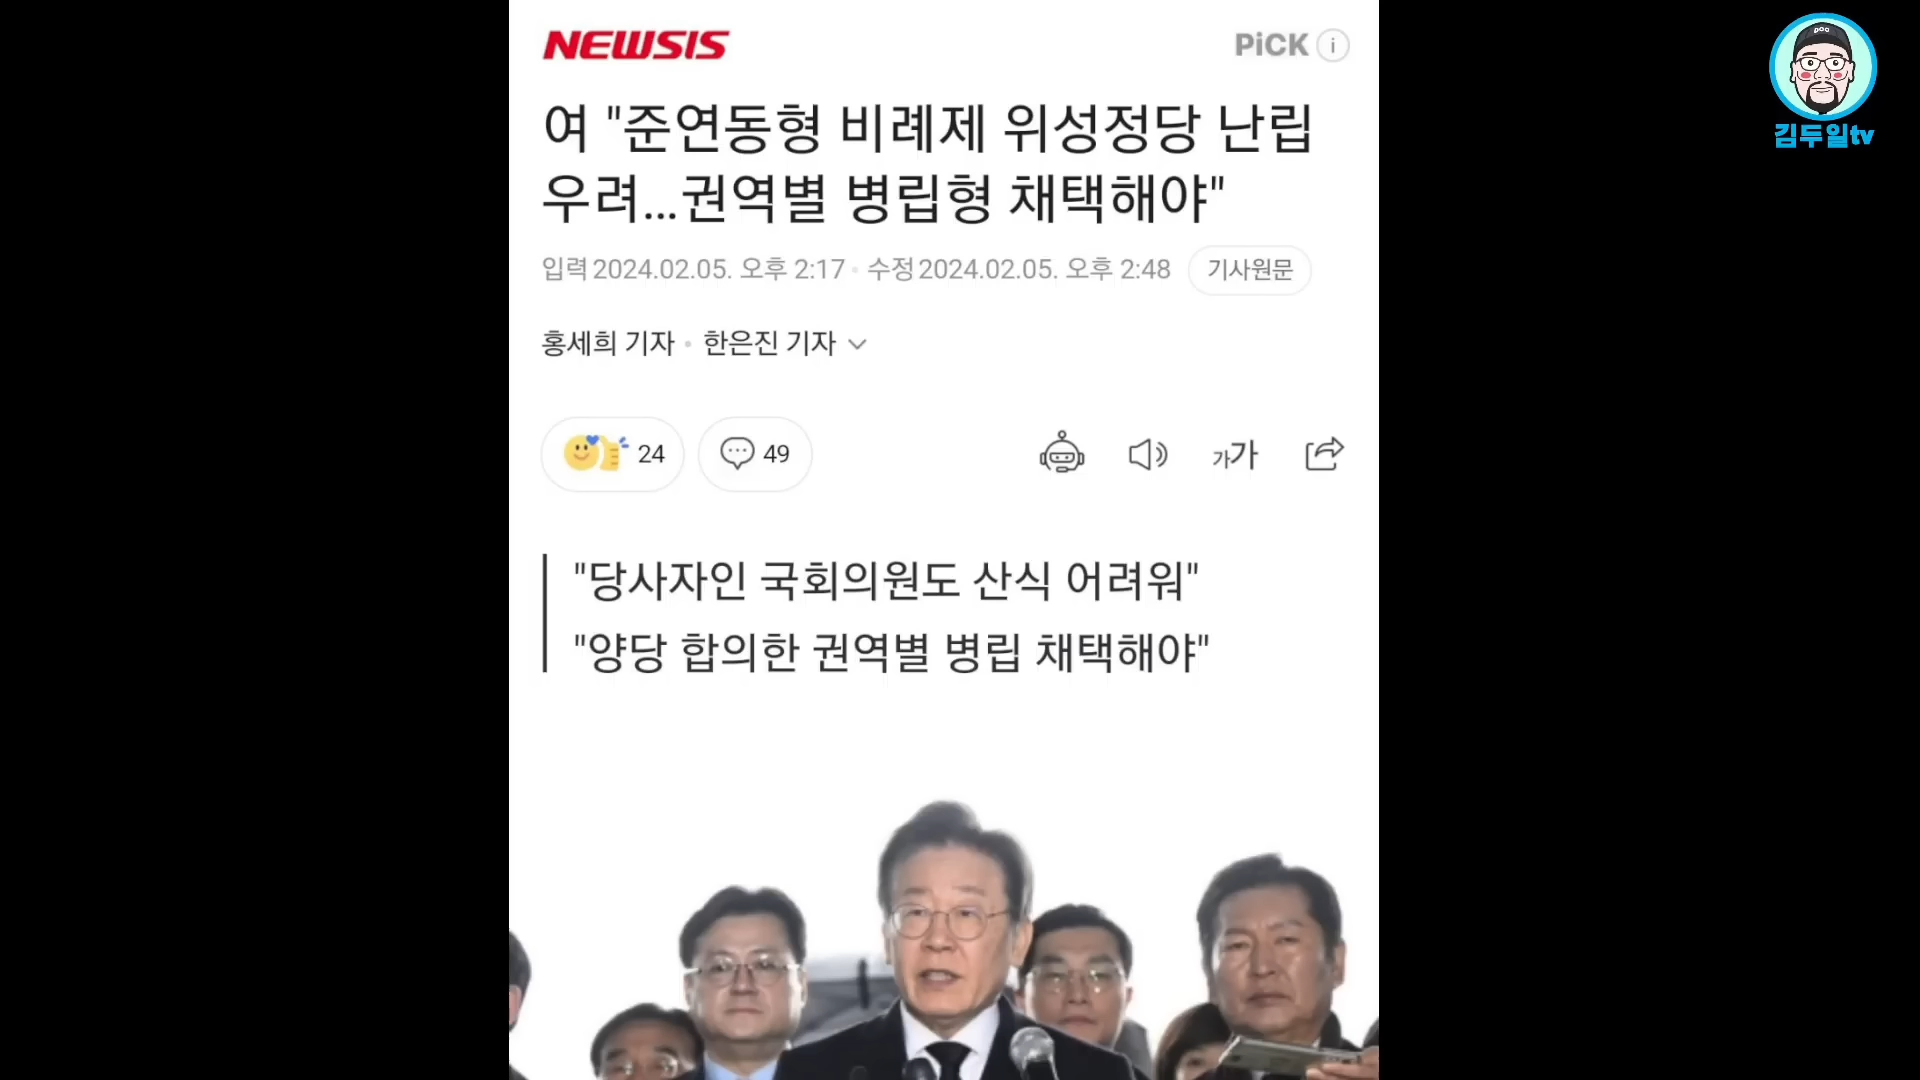 NEWSIS
PiCK i
poo
김두일tv
여 "준연동형 비례제 위성정당 난립
우려...권역별 병립형 채택해야"
입력 2024.02.05. 오후 2:17 · 수정 2024.02.05. 오후 2:48 기사원문
홍세희 기자 · 한은진 기자
24 49 가가
"당사자인 국회의원도 산식 어려워"
"양당 합의한 권역별 병립 채택해야"